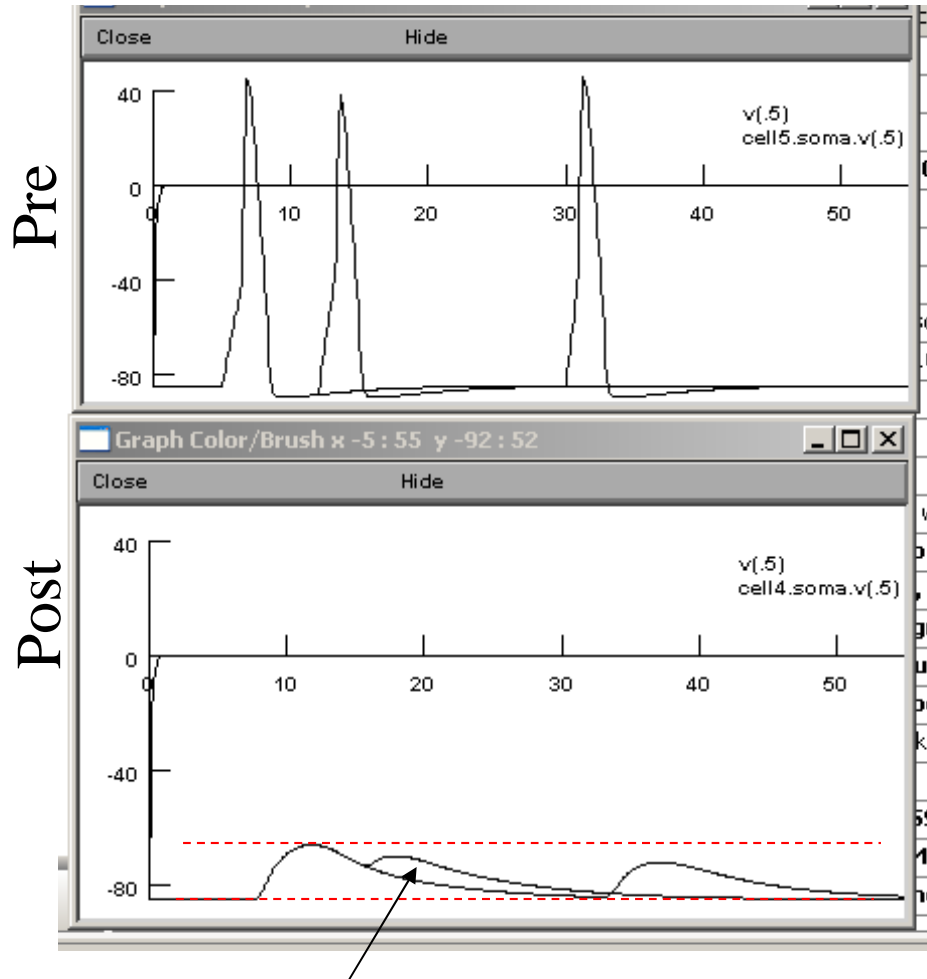 Close Hide
Pre
40
v(.5)
cell5.soma.v(.5)
0
0 10 20 30 40 50
-40
-80
Graph Color/Brush x -5 : 55 y -92 : 52
Close Hide
Post
40
v(.5)
cell4.soma.v(.5)
0
0 10 20 30 40 50
-40
-80